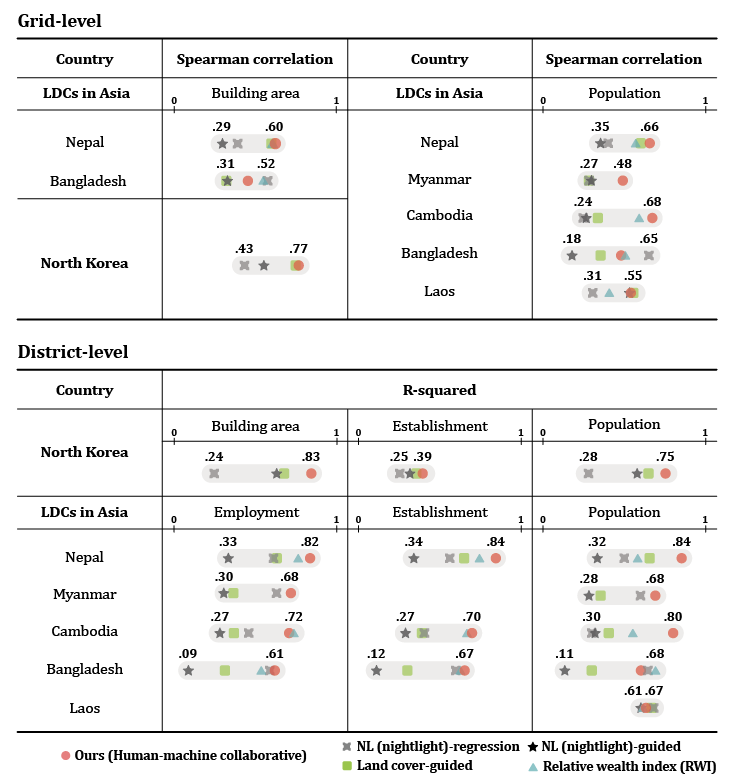 Grid-level
Country Spearman correlation Country Spearman correlation
LDCs in Asia Building area LDCs in Asia Population
0 1 0 1
Nepal .29 .60 Nepal .35 .66
Bangladesh .31 .52 Myanmar .27 .48
Cambodia .24 .68
North Korea .43 .77 Bangladesh .18 .65
Laos .31 .55
District-level
Country R-squared
Building area Establishment Population
0 1 0 1 0 1
North Korea .24 .83 .25 .39 .28 .75
LDCs in Asia Employment Establishment Population
0 1 0 1 0 1
Nepal .33 .82 .34 .84 .32 .84
Myanmar .30 .68 .28 .68
Cambodia .27 .72 .27 .70 .30 .80
Bangladesh .09 .61 .12 .67 .11 .68
Laos .61 .67
Ours (Human-machine collaborative) NL (nightlight)-regression NL (nightlight)-guided
Land cover-guided Relative wealth index (RWI)